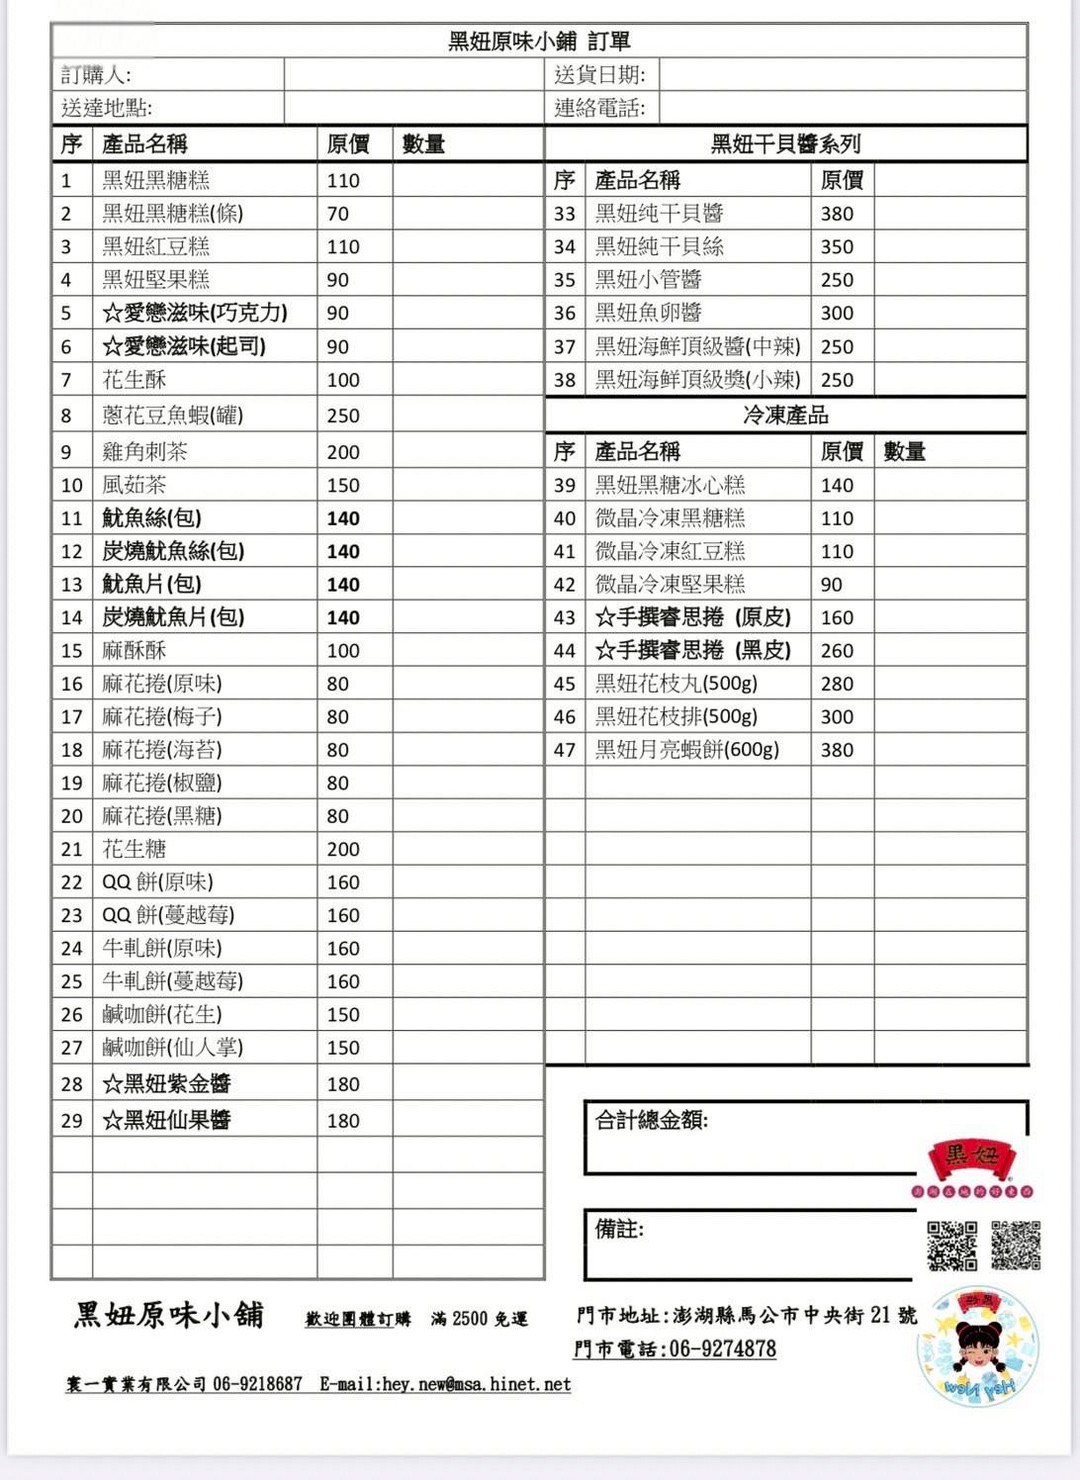 黑妞原味小鋪 訂單
訂購人: 送貨日期:
送達地點: 連絡電話:
序 產品名稱 原價 數量
1 黑妞黑糖糕 110
2 黑妞黑糖糕(條) 70
3 黑妞紅豆糕 110
4 黑妞堅果糕 90
5 ☆愛戀滋味(巧克力) 90
6 ☆愛戀滋味(起司) 90
7 花生酥 100
8 蔥花豆魚蝦(罐) 250
9 雞角刺茶 200
10 風茹茶 150
11 魷魚絲(包) 140
12 炭燒魷魚絲(包) 140
13 魷魚片(包) 140
14 炭燒魷魚片(包) 140
15 麻酥酥 100
16 麻花捲(原味) 80
17 麻花捲(梅子) 80
18 麻花捲(海苔) 80
19 麻花捲(椒鹽) 80
20 麻花捲(黑糖) 80
21 花生糖 200
22 QQ 餅(原味) 160
23 QQ 餅(蔓越莓) 160
24 牛軋餅(原味) 160
25 牛軋餅(蔓越莓) 160
26 鹹咖餅(花生) 150
27 鹹咖餅(仙人掌) 150
28 ☆黑妞紫金醬 180
29 ☆黑妞仙果醬 180
黑妞干貝醬系列
序 產品名稱 原價
33 黑妞纯干貝醬 380
34 黑妞純干貝絲 350
35 黑妞小管醬 250
36 黑妞魚卵醬 300
37 黑妞海鮮頂級醬(中辣) 250
38 黑妞海鮮頂級獎(小辣) 250
冷凍產品
序 產品名稱 原價 數量
39 黑妞黑糖冰心糕 140
40 微晶冷凍黑糖糕 110
41 微晶冷凍紅豆糕 110
42 微晶冷凍堅果糕 90
43 ☆手撰睿思捲 (原皮) 160
44 ☆手撰睿思捲 (黑皮) 260
45 黑妞花枝丸(500g) 280
46 黑妞花枝排(500g) 300
47 黑妞月亮蝦餅(600g) 380
合計總金額:
黑妞
備註:
黑妞原味小舖 歡迎團體訂購 滿 2500 免運
門市地址:澎湖縣馬公市中央街 21 號
門市電話:06-9274878
寰一實業有限公司 06-9218687 E-mail:hey.new@msa.hinet.net